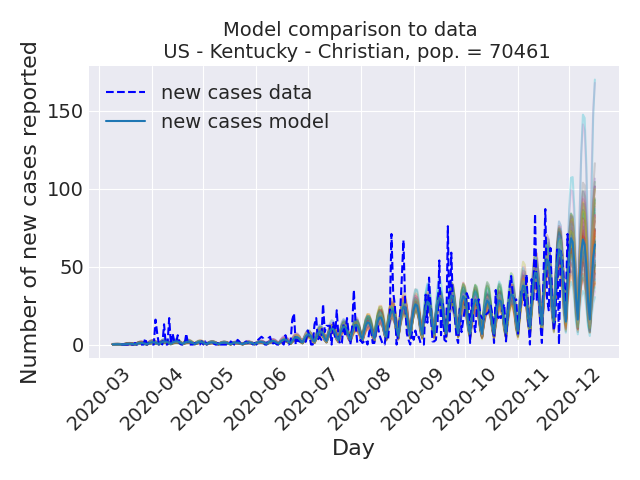 Model comparison to data
US - Kentucky - Christian, pop. = 70461
Number of new cases reported
150
100
50
0
new cases data
new cases model
2020-03
2020-04
2020-05
2020-06
2020-07
2020-08
2020-09
2020-10
2020-11
2020-12
Day